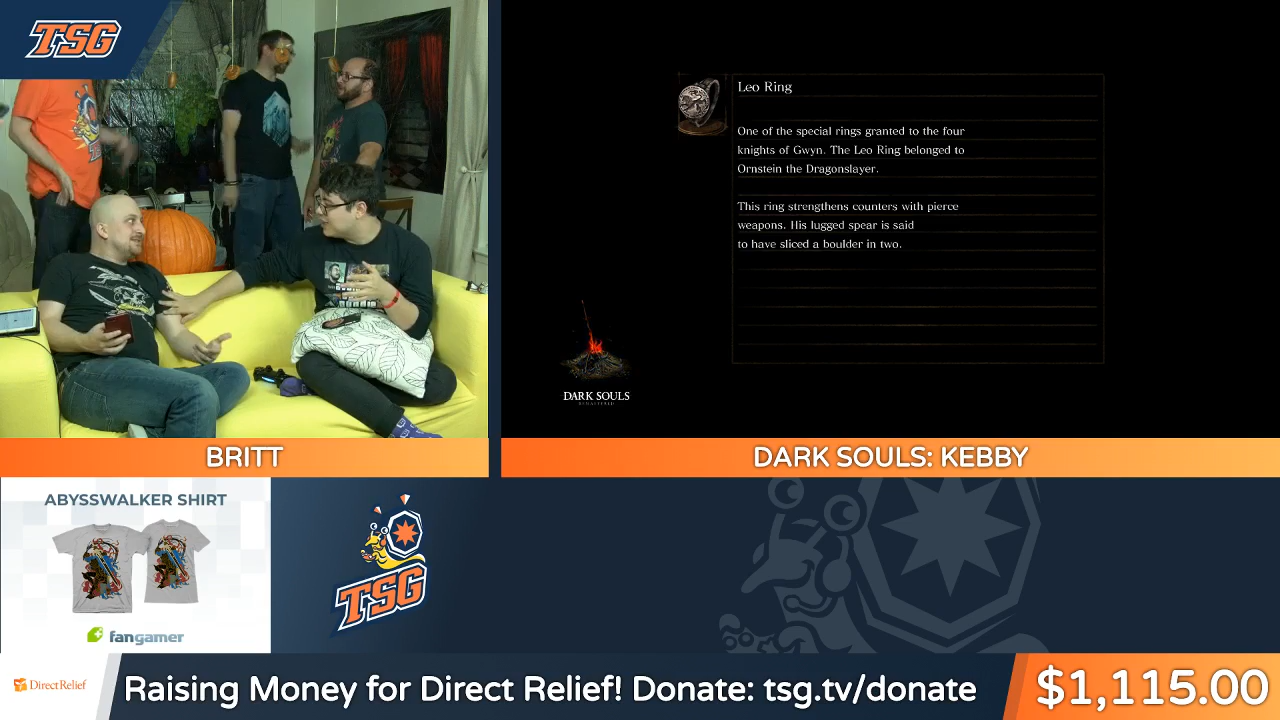 TSG
Leo Ring
One of the special rings granted to the four
knights of Gwyn. The Leo Ring belonged to
Ornstein the Dragonslayer.
This ring strengthens counters with pierce
weapons. His lugged spear is said
to have sliced a boulder in two.
DARK SOULS
REMASTERED
BRITT
DARK SOULS: KEBBY
ABYSSWALKER SHIRT
fangamer
TSG
DirectRelief
Raising Money for Direct Relief! Donate: tsg.tv/donate
$1,115.00